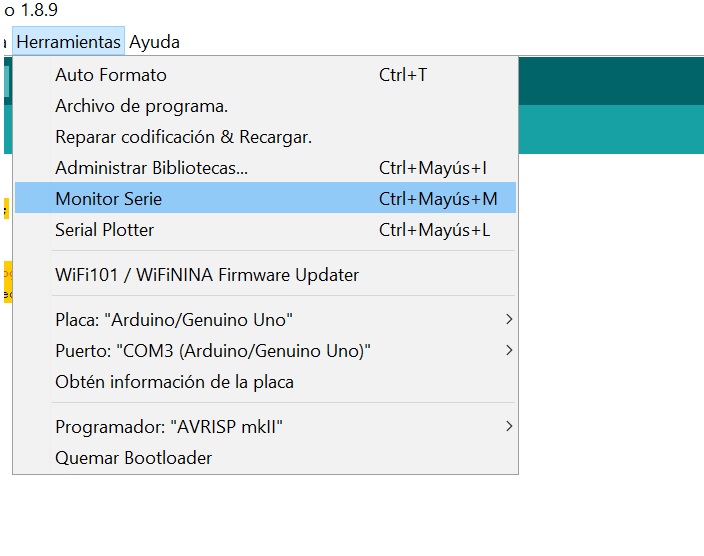 o 1.8.9
Herramientas Ayuda
Auto Formato Ctrl+T
Archivo de programa.
Reparar codificación & Recargar.
Administrar Bibliotecas... Ctrl+Mayús+I
Monitor Serie Ctrl+Mayús+M
Serial Plotter Ctrl+Mayús+L
WiFi101 / WiFiNINA Firmware Updater
Placa: "Arduino/Genuino Uno"
Puerto: "COM3 (Arduino/Genuino Uno)"
Obtén información de la placa
Programador: "AVRISP mkII"
Quemar Bootloader